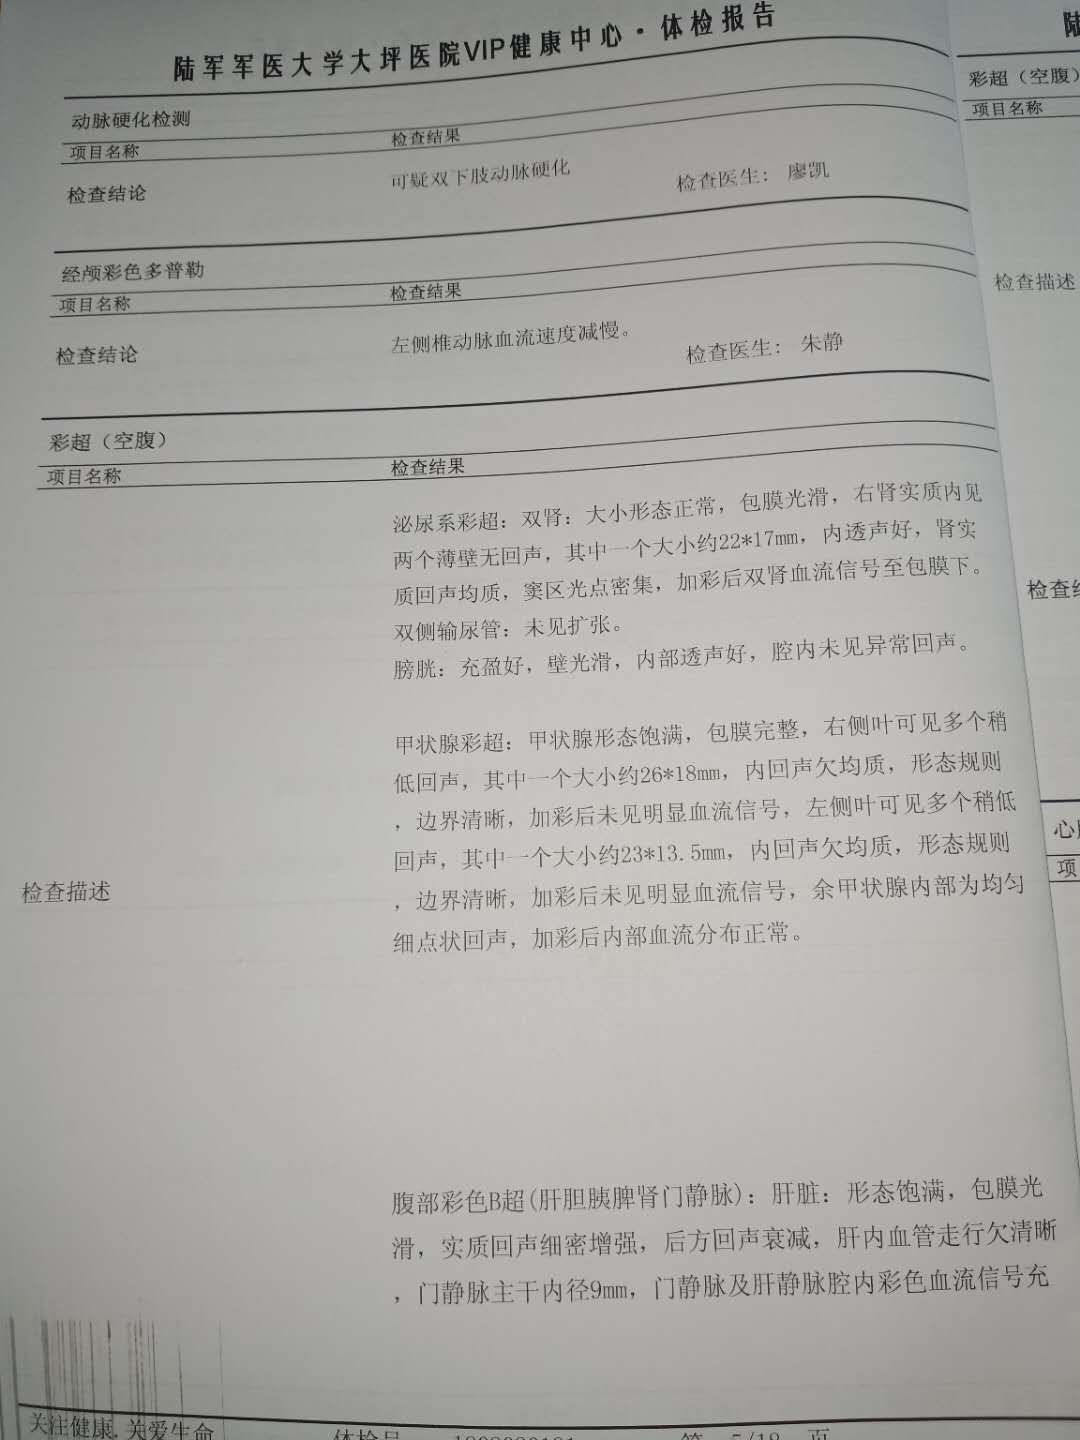 陆军军医大学大坪医院VIP健康中心·体检报告
动脉硬化检测
项目名称 检查结果
检查结论 可疑双下肢动脉硬化 检查医生: 廖凯
经颅彩色多普勒
项目名称 检查结果
检查结论 左侧椎动脉血流速度减慢。 检查医生: 朱静
彩超（空腹）
项目名称 检查结果
泌尿系彩超: 双肾: 大小形态正常, 包膜光滑, 右肾实质内见
两个薄壁无回声, 其中一个大小约22*17mm, 内透声好, 肾实
质回声均质, 窦区光点密集, 加彩后双肾血流信号至包膜下。
双侧输尿管: 未见扩张。
膀胱: 充盈好, 壁光滑, 内部透声好, 腔内未见异常回声。
甲状腺彩超: 甲状腺形态饱满, 包膜完整, 右侧叶可见多个稍
低回声, 其中一个大小约26*18mm, 内回声欠均质, 形态规则
, 边界清晰, 加彩后未见明显血流信号, 左侧叶可见多个稍低
回声, 其中一个大小约23*13.5mm, 内回声欠均质, 形态规则
, 边界清晰, 加彩后未见明显血流信号, 余甲状腺内部为均匀
细点状回声, 加彩后内部血流分布正常。
检查描述
腹部彩色B超(肝胆胰脾肾门静脉): 肝脏: 形态饱满, 包膜光
滑, 实质回声细密增强, 后方回声衰减, 肝内血管走行欠清晰
, 门静脉主干内径9mm, 门静脉及肝静脉腔内彩色血流信号充
关注健康.关爱生命 体检号 第 5/18 页
陆
彩超（空腹）
项目名称
检查描述
检查结
心
项